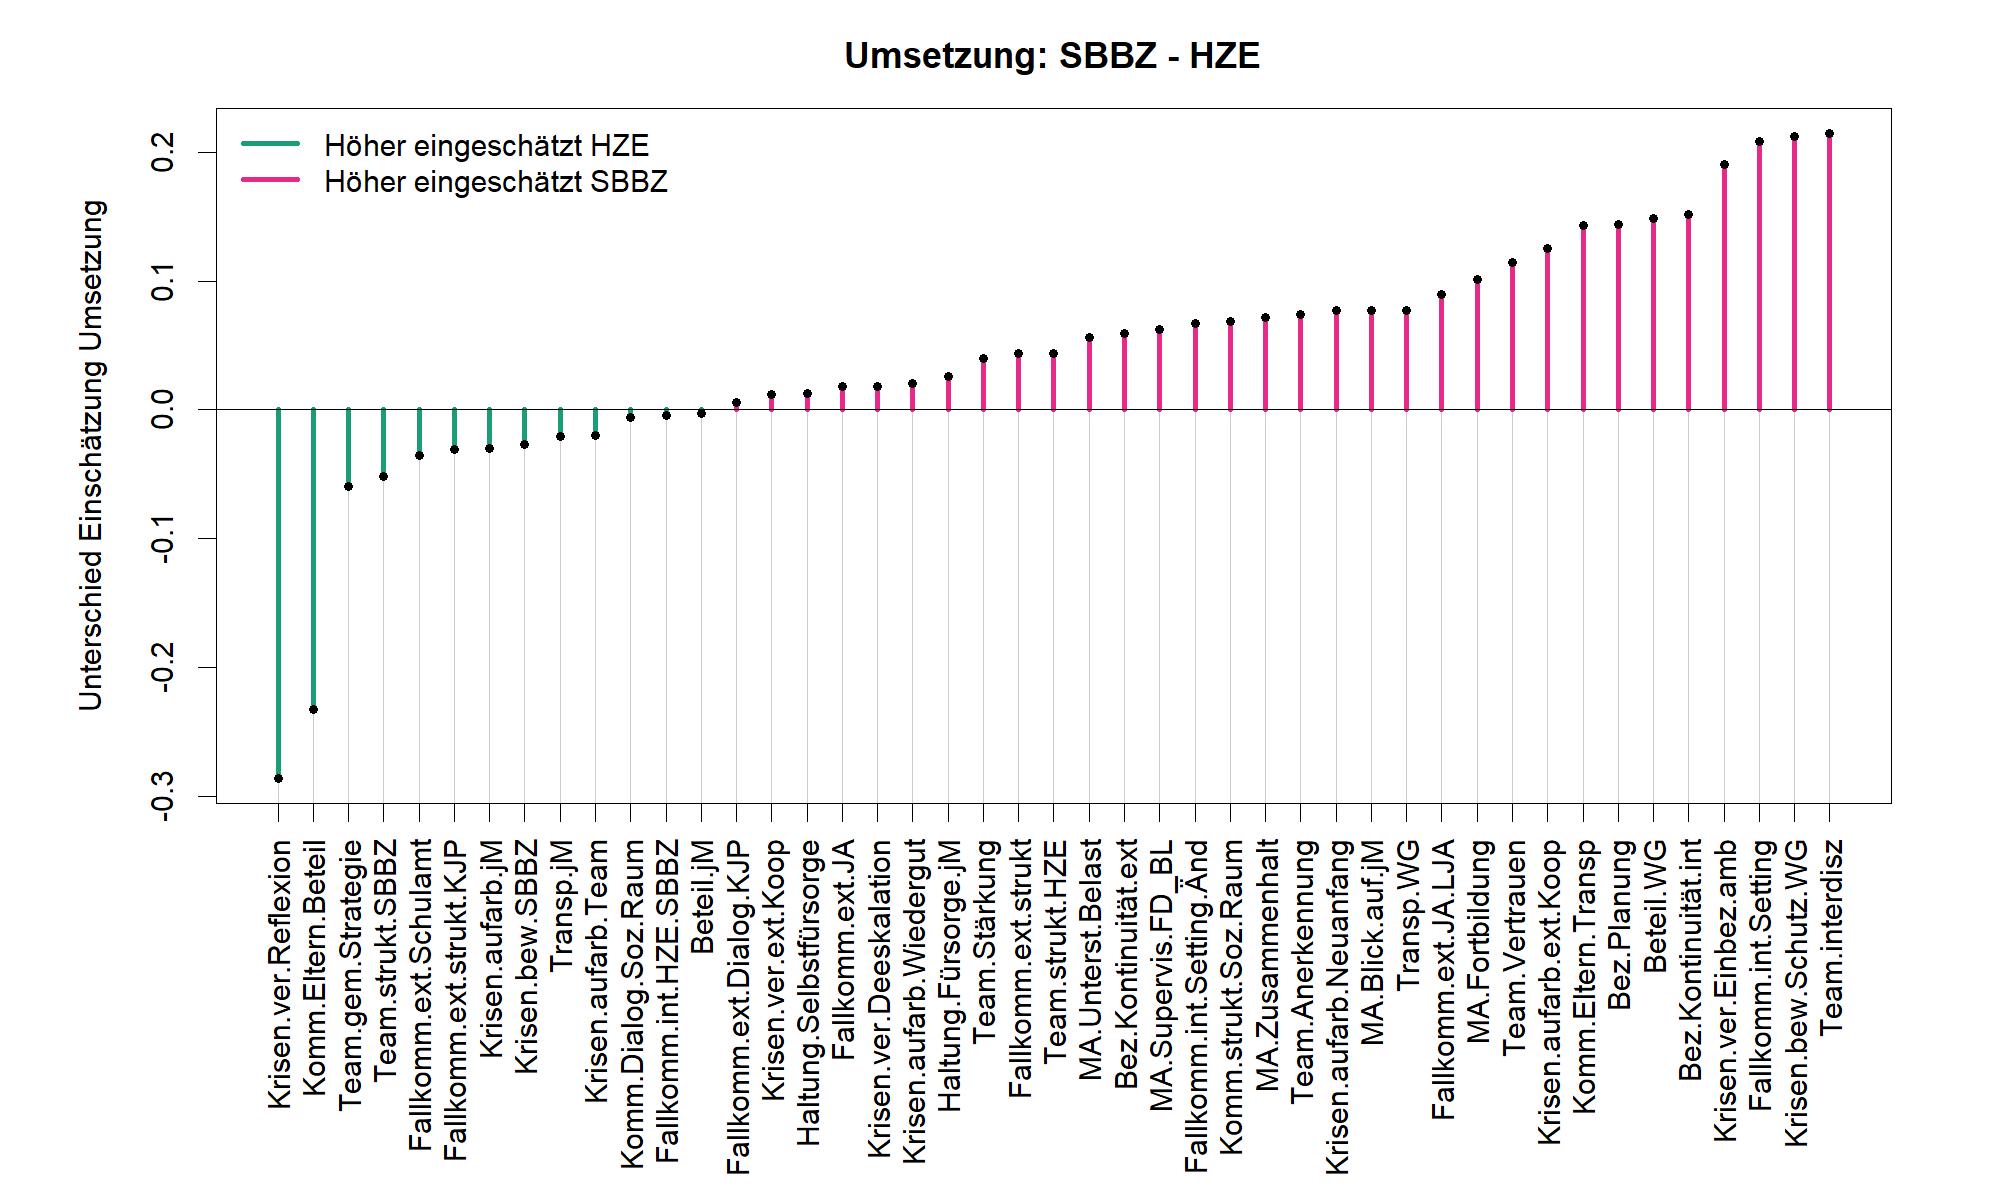 Umsetzung: SBBZ - HZE
Höher eingeschätzt HZE
Höher eingeschätzt SBBZ
Unterschied Einschätzung Umsetzung
0.2
0.1
0.0
-0.1
-0.2
-0.3
Krisen.ver.Reflexion
Komm.Eltern.Beteil
Team.gem.Strategie
Team.strukt.SBBZ
Fallkomm.ext.Schulamt
Fallkomm.ext.strukt.KJP
Krisen.aufarb.jM
Krisen.bew.SBBZ
Transp.jM
Krisen.aufarb.Team
Komm.Dialog.Soz.Raum
Fallkomm.int.HZE.SBBZ
Beteil.jM
Fallkomm.ext.Dialog.KJP
Krisen.ver.ext.Koop
Haltung.Selbstfürsorge
Fallkomm.ext.JA
Krisen.ver.Deeskalation
Krisen.aufarb.Wiedergut
Haltung.Fürsorge.jM
Team.Stärkung
Fallkomm.ext.strukt
Team.strukt.HZE
MA.Unterst.Belast
Bez.Kontinuität.ext
MA.Supervis.FD_BL
Fallkomm.int.Setting.Änd
Komm.strukt.Soz.Raum
MA.Zusammenhalt
Team.Anerkennung
Krisen.aufarb.Neuanfang
MA.Blick.auf.jM
Transp.WG
Fallkomm.ext.JA.LJA
MA.Fortbildung
Team.Vertrauen
Krisen.aufarb.ext.Koop
Komm.Eltern.Transp
Bez.Planung
Beteil.WG
Bez.Kontinuität.int
Krisen.ver.Einbez.amb
Fallkomm.int.Setting
Krisen.bew.Schutz.WG
Team.interdisz